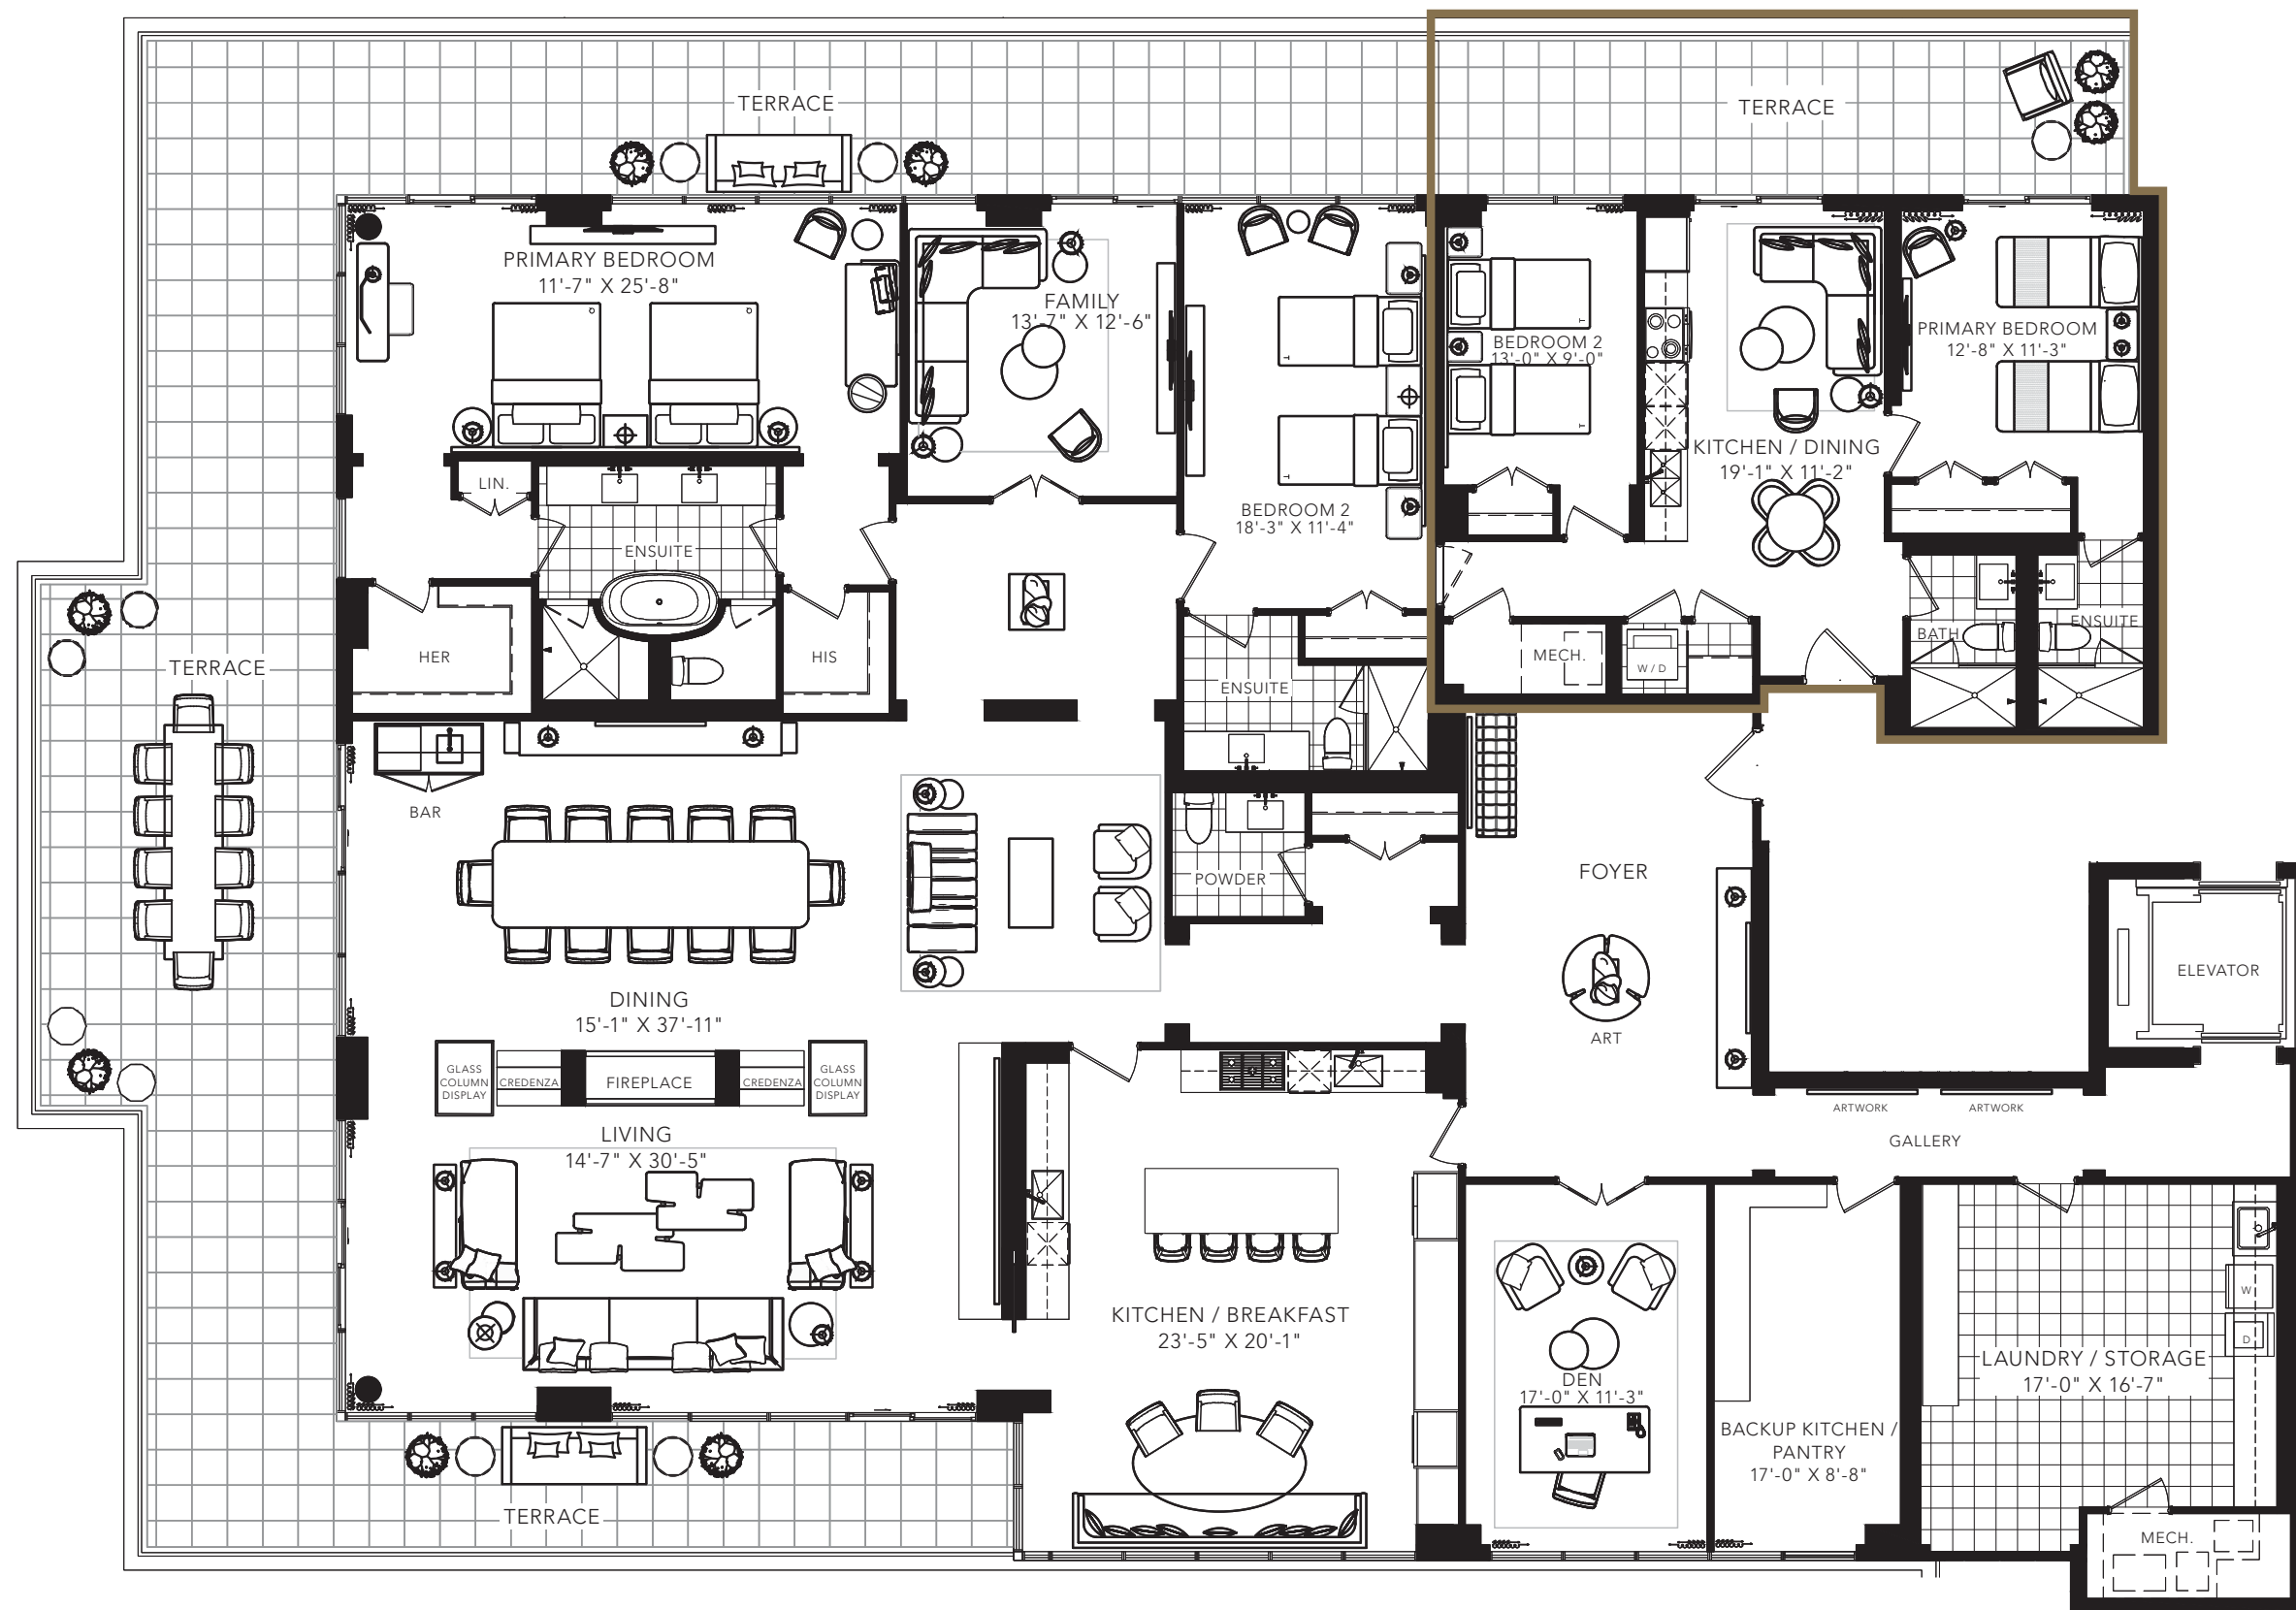 TERRACE
TERRACE
PRIMARY BEDROOM
11'-7" X 25'-8"
FAMILY
13'-7" X 12'-6"
BEDROOM 2
13'-0" X 9'-0"
PRIMARY BEDROOM
12'-8" X 11'-3"
KITCHEN / DINING
19'-1" X 11'-2"
LIN.
BEDROOM 2
18'-3" X 11'-4"
ENSUITE
ENSUITE
BATH
TERRACE
HER
HIS
MECH.
W / D
ENSUITE
BAR
POWDER
FOYER
ELEVATOR
DINING
15'-1" X 37'-11"
ART
GLASS
COLUMN
DISPLAY
CREDENZA
FIREPLACE
CREDENZA
GLASS
COLUMN
DISPLAY
ARTWORK
ARTWORK
GALLERY
LIVING
14'-7" X 30'-5"
W
D
KITCHEN / BREAKFAST
23'-5" X 20'-1"
LAUNDRY / STORAGE
17'-0" X 16'-7"
DEN
17'-0" X 11'-3"
BACKUP KITCHEN /
PANTRY
17'-0" X 8'-8"
TERRACE
MECH.